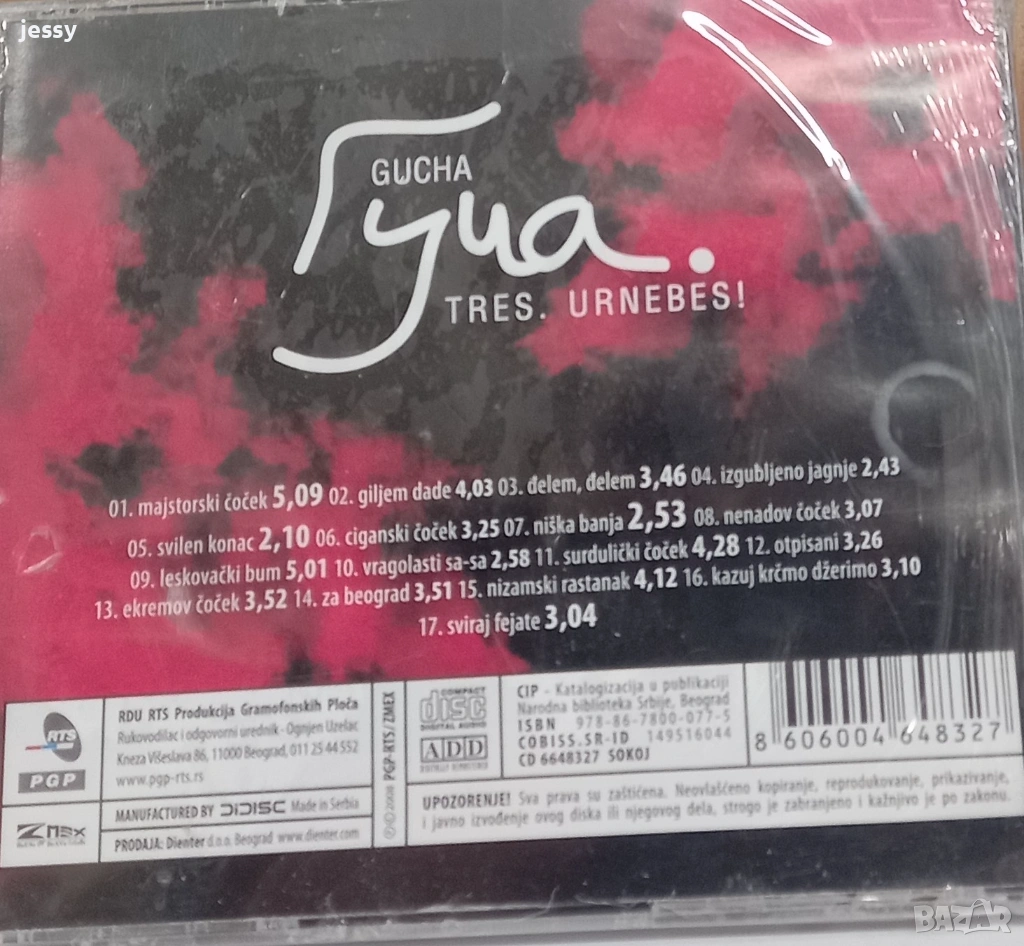 jessy
GUCHA
Гуча.
TRES. URNEBES!
01. majstorski čoček 5,09 02. giljem dade 4,03 03. đelem, đelem 3,46 04. izgubljeno jagnje 2,43
05. svilen konac 2,10 06. ciganski čoček 3,25 07. niška banja 2,53 08. nenadov čoček 3,07
09. leskovački bum 5,01 10. vragolasti sa-sa 2,58 11. surdulički čoček 4,28 12. otpisani 3,26
13. ekremov čoček 3,52 14. za beograd 3,51 15. nizamski rastanak 4,12 16. kazuj krčmo džerimo 3,10
17. sviraj fejate 3,04
RTS
PGP
ZMEX
RDU RTS Produkcija Gramofonskih Ploča
Rukovodilac i odgovorni urednik - Ognjen Uzelac
Kneza Višeslava 61, 11000 Beograd, 011 25 44 552
www.pgp-rts.rs
MANUFACTURED BY DIDISC Made in Serbia
PRODAJA: Dienter d.o.o. Beograd www.dienter.com
℗©2008 PGP-RTS/ZMEX
COMPACT
disc
DIGITAL AUDIO
ADD
CIP - Katalogizacija u publikaciji
Narodna biblioteka Srbije, Beograd
ISBN 978-86-7800-077-5
COBISS.SR-ID 149516044
CD 6648327 SOKOJ
8 606004 648327
UPOZORENJE! Sva prava su zaštićena. Neovlašćeno kopiranje, reprodukovanje, prikazivanje,
i javno izvođenje ovog diska ili njegovog dela, strogo je zabranjeno i kažnjivo je po zakonu.
BAZAR